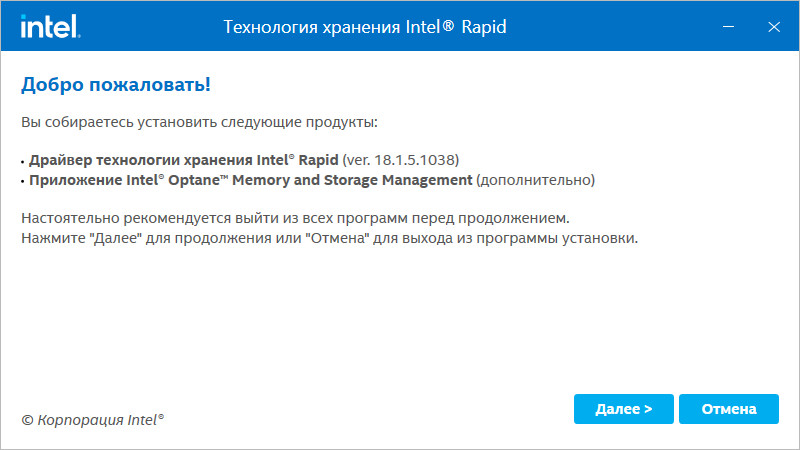 intel.
Технология хранения Intel® Rapid
Добро пожаловать!
Вы собираетесь установить следующие продукты:
• Драйвер технологии хранения Intel® Rapid (ver. 18.1.5.1038)
• Приложение Intel® Optane™ Memory and Storage Management (дополнительно)
Настоятельно рекомендуется выйти из всех программ перед продолжением.
Нажмите "Далее" для продолжения или "Отмена" для выхода из программы установки.
Далее > Отмена
© Корпорация Intel®